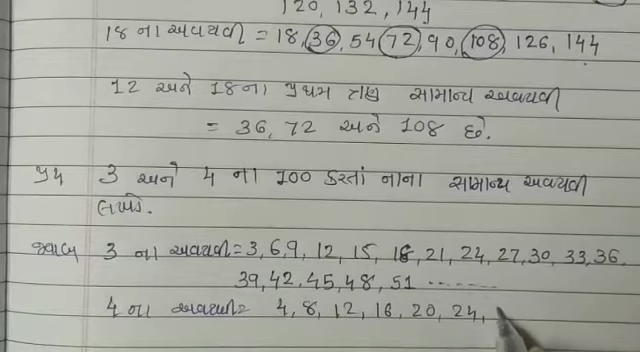 120, 132, 144
18 ના અવયવી = 18, 36, 54, 72, 90, 108, 126, 144
12 અને 18ના પ્રથમ ત્રણ સામાન્ય અવયવી
= 36, 72 અને 108 છે.
પ્ર4 3 અને 4 ના 100 કરતાં નાના સામાન્ય અવયવી
લખો.
જવાબ 3 ના અવયવી = 3, 6, 9, 12, 15, 18, 21, 24, 27, 30, 33, 36,
39, 42, 45, 48, 51 .......
4 ના અવયવી = 4, 8, 12, 16, 20, 24,